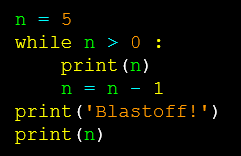 n = 5
while n > 0 :
    print(n)
    n = n - 1
print('Blastoff!')
print(n)